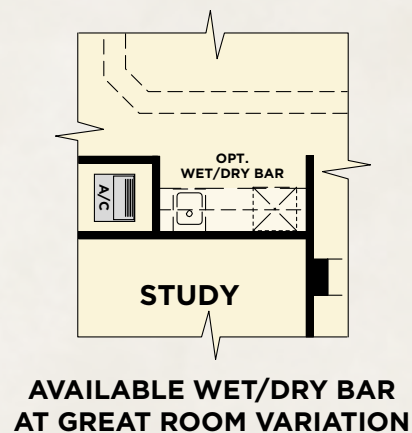 OPT.
WET/DRY BAR
A/C
STUDY
AVAILABLE WET/DRY BAR
AT GREAT ROOM VARIATION